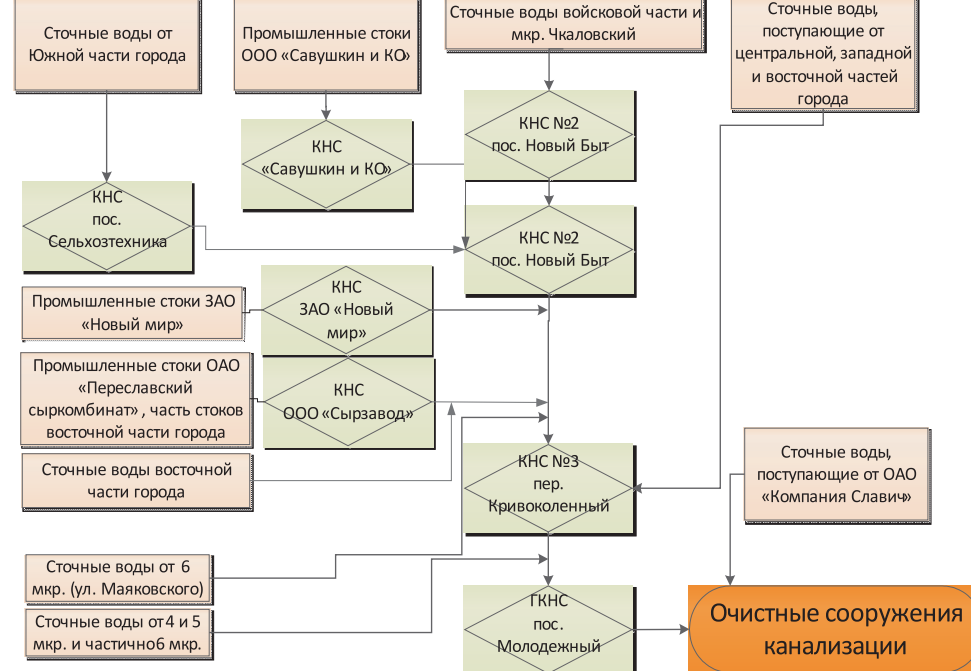 Сточные воды от
Южной части города
Промышленные стоки
ООО «Савушкин и КО»
Сточные воды войсковой части и
мкр. Чкаловский
Сточные воды,
поступающие от
центральной, западной
и восточной частей
города
КНС
«Савушкин и КО»
КНС №2
пос. Новый Быт
КНС
пос.
Сельхозтехника
КНС №2
пос. Новый Быт
Промышленные стоки ЗАО
«Новый мир»
КНС
ЗАО «Новый
мир»
Промышленные стоки ОАО
«Переславский
сыркомбинат» , часть стоков
восточной части города
КНС
ООО «Сырзавод»
Сточные воды восточной
части города
КНС №3
пер.
Кривоколенный
Сточные воды,
поступающие от ОАО
«Компания Славич»
Сточные воды от 6
мкр. (ул. Маяковского)
Сточные воды от4 и 5
мкр. и частично6 мкр.
ГКНС
пос.
Молодежный
Очистные сооружения
канализации